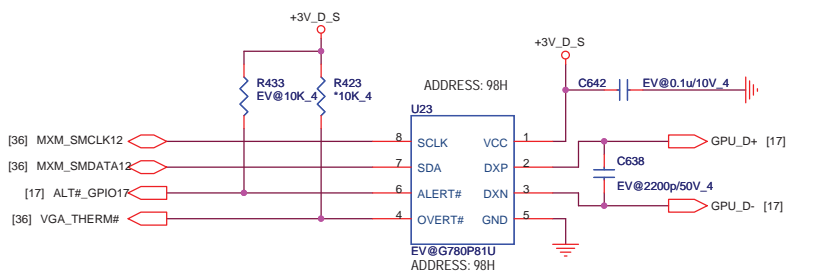 +3V_D_S
+3V_D_S
R433
EV@10K_4
R423
*10K_4
ADDRESS: 98H
C642
EV@0.1u/10V_4
U23
[36] MXM_SMCLK12
8
SCLK
VCC
1
GPU_D+ [17]
[36] MXM_SMDATA12
7
SDA
DXP
2
C638
EV@2200p/50V_4
[17] ALT#_GPIO17
6
ALERT#
DXN
3
GPU_D- [17]
[36] VGA_THERM#
4
OVERT#
GND
5
EV@G780P81U
ADDRESS: 98H